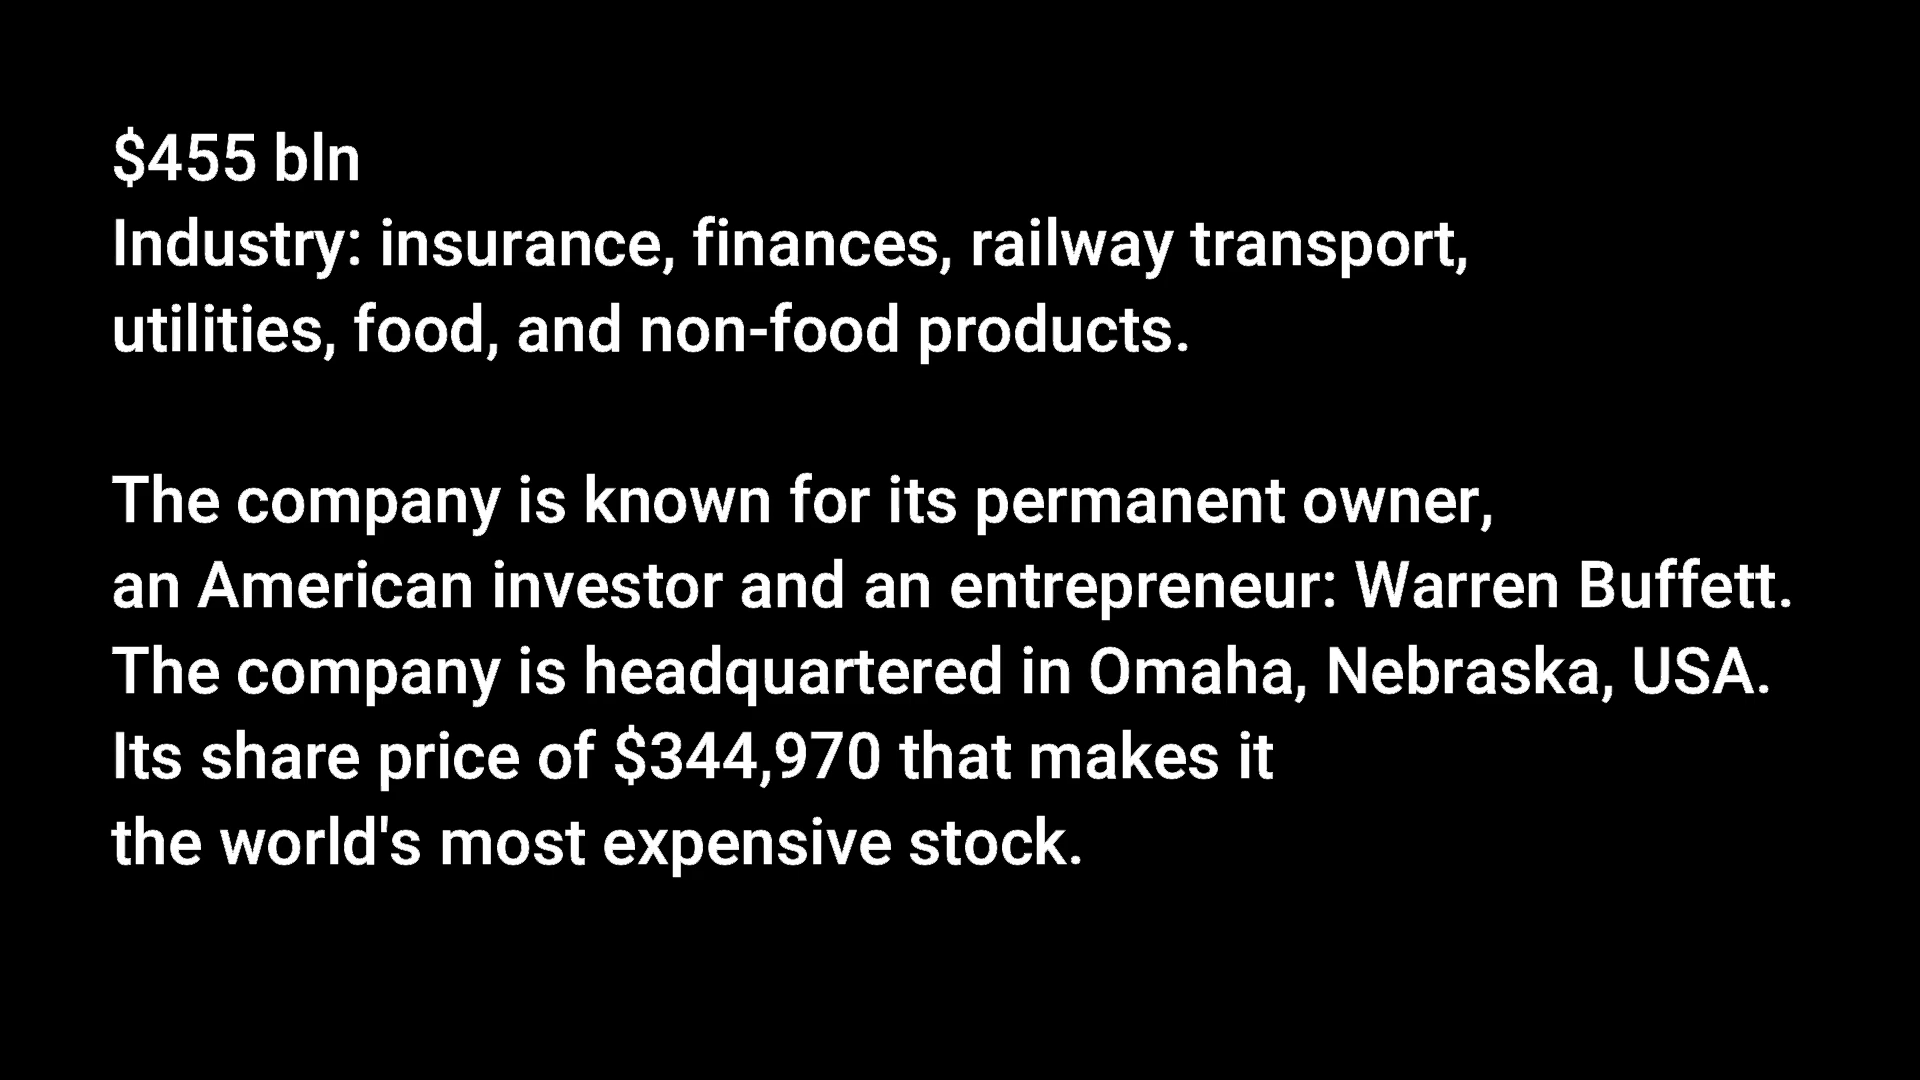 $455 bln
Industry: insurance, finances, railway transport,
utilities, food, and non-food products.
The company is known for its permanent owner,
an American investor and an entrepreneur: Warren Buffett.
The company is headquartered in Omaha, Nebraska, USA.
Its share price of $344,970 that makes it
the world's most expensive stock.